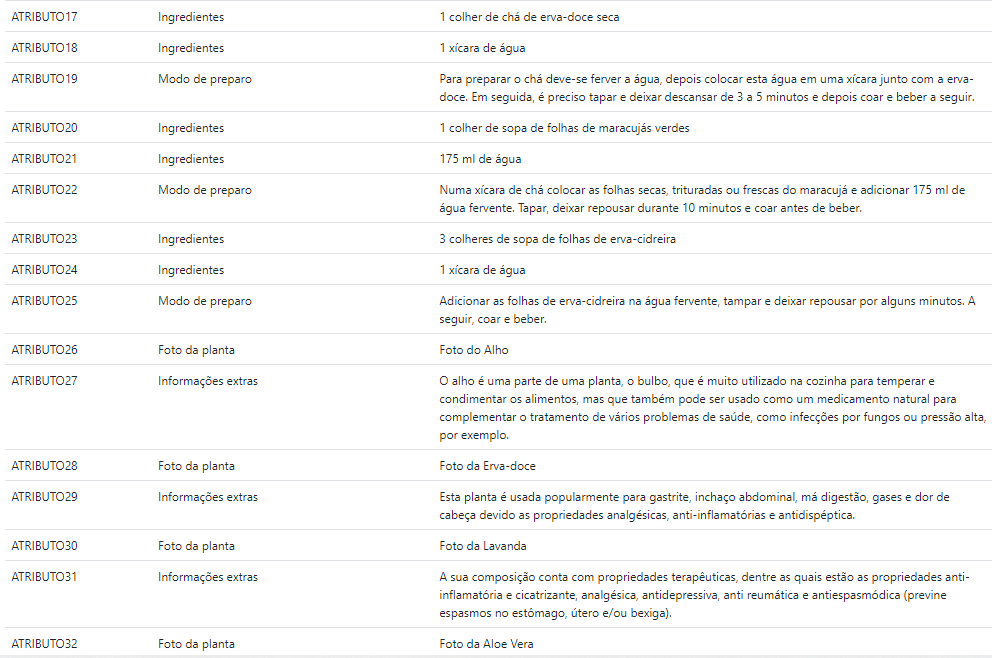 ATRIBUTO17 Ingredientes 1 colher de chá de erva-doce seca
ATRIBUTO18 Ingredientes 1 xícara de água
ATRIBUTO19 Modo de preparo Para preparar o chá deve-se ferver a água, depois colocar esta água em uma xícara junto com a erva-
doce. Em seguida, é preciso tapar e deixar descansar de 3 a 5 minutos e depois coar e beber a seguir.
ATRIBUTO20 Ingredientes 1 colher de sopa de folhas de maracujás verdes
ATRIBUTO21 Ingredientes 175 ml de água
ATRIBUTO22 Modo de preparo Numa xícara de chá colocar as folhas secas, trituradas ou frescas do maracujá e adicionar 175 ml de
água fervente. Tapar, deixar repousar durante 10 minutos e coar antes de beber.
ATRIBUTO23 Ingredientes 3 colheres de sopa de folhas de erva-cidreira
ATRIBUTO24 Ingredientes 1 xícara de água
ATRIBUTO25 Modo de preparo Adicionar as folhas de erva-cidreira na água fervente, tampar e deixar repousar por alguns minutos. A
seguir, coar e beber.
ATRIBUTO26 Foto da planta Foto do Alho
ATRIBUTO27 Informações extras O alho é uma parte de uma planta, o bulbo, que é muito utilizado na cozinha para temperar e
condimentar os alimentos, mas que também pode ser usado como um medicamento natural para
complementar o tratamento de vários problemas de saúde, como infecções por fungos ou pressão alta,
por exemplo.
ATRIBUTO28 Foto da planta Foto da Erva-doce
ATRIBUTO29 Informações extras Esta planta é usada popularmente para gastrite, inchaço abdominal, má digestão, gases e dor de
cabeça devido as propriedades analgésicas, anti-inflamatórias e antidispéptica.
ATRIBUTO30 Foto da planta Foto da Lavanda
ATRIBUTO31 Informações extras A sua composição conta com propriedades terapêuticas, dentre as quais estão as propriedades anti-
inflamatória e cicatrizante, analgésica, antidepressiva, anti reumática e antiespasmódica (previne
espasmos no estômago, útero e/ou bexiga).
ATRIBUTO32 Foto da planta Foto da Aloe Vera